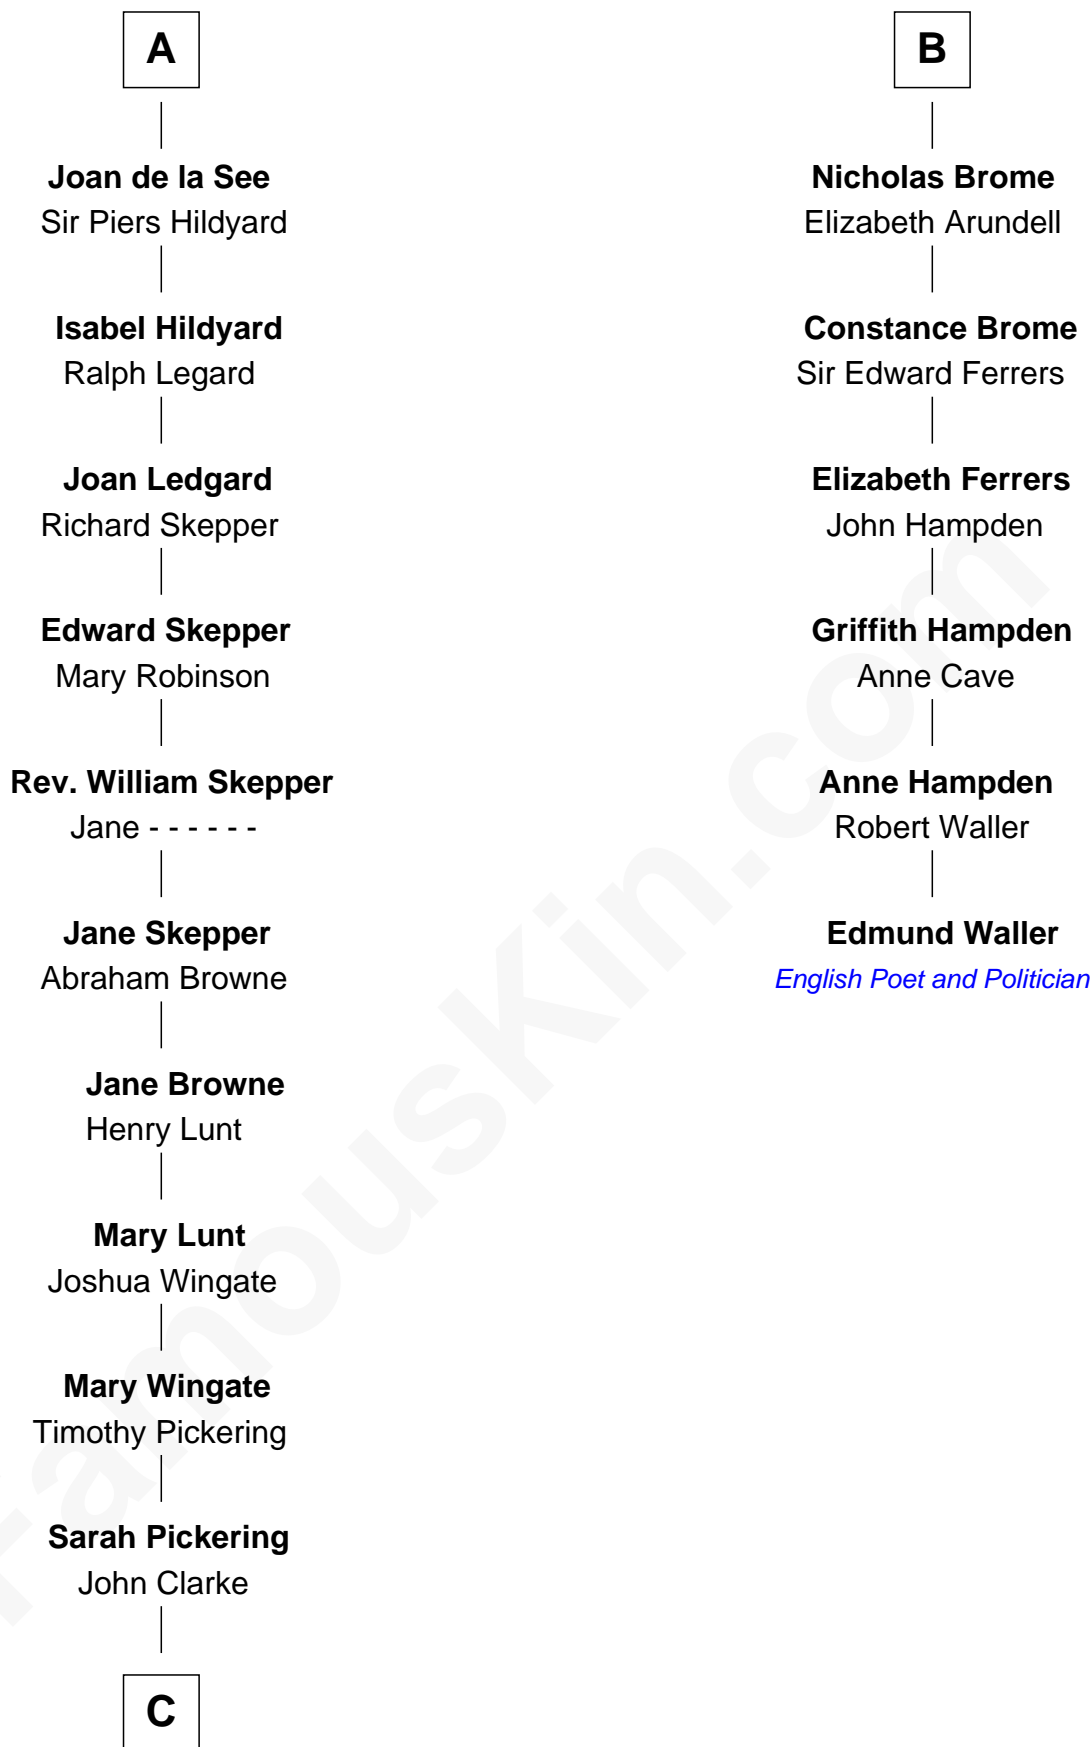 A
Joan de la See
Sir Piers Hildyard
Isabel Hildyard
Ralph Legard
Joan Ledgard
Richard Skepper
Edward Skepper
Mary Robinson
Rev. William Skepper
Jane - - - - - -
Jane Skepper
Abraham Browne
Jane Browne
Henry Lunt
Mary Lunt
Joshua Wingate
Mary Wingate
Timothy Pickering
Sarah Pickering
John Clarke
C
B
Nicholas Brome
Elizabeth Arundell
Constance Brome
Sir Edward Ferrers
Elizabeth Ferrers
John Hampden
Griffith Hampden
Anne Cave
Anne Hampden
Robert Waller
Edmund Waller
English Poet and Politician
FamousKin.com